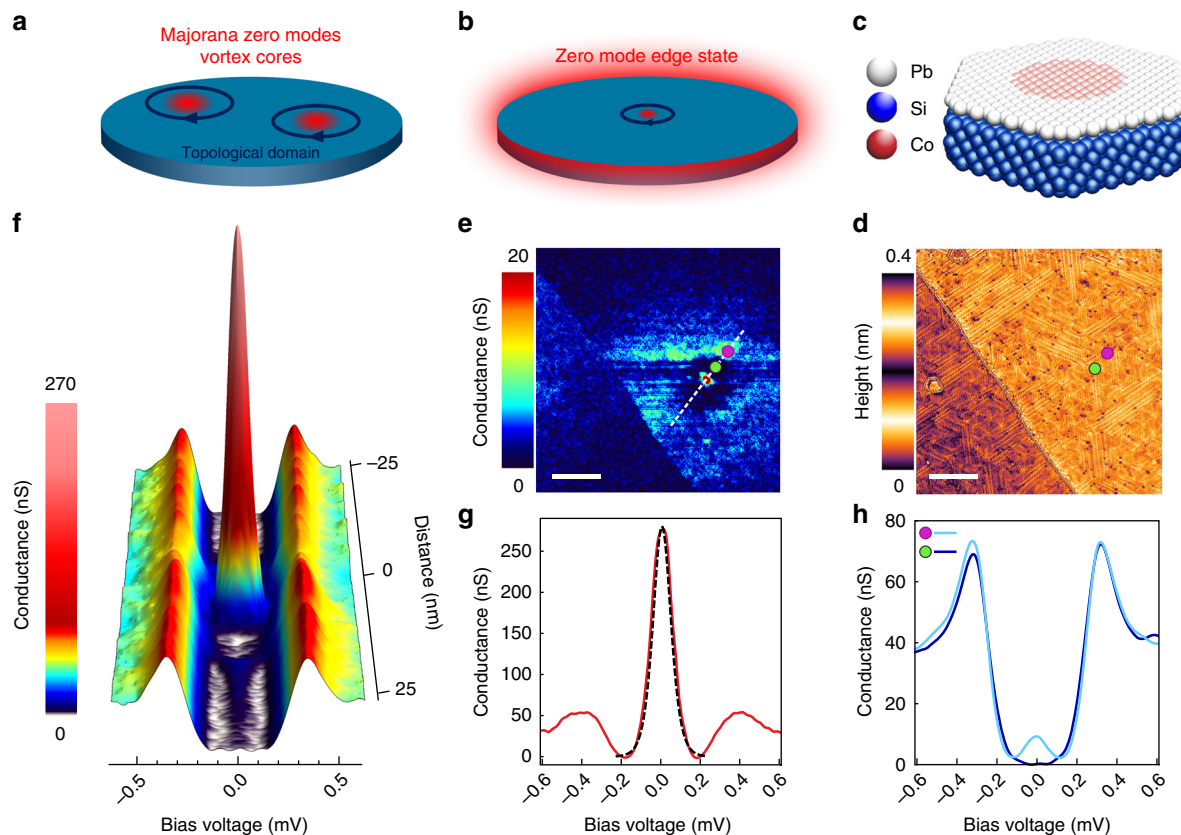 a
Majorana zero modes
vortex cores
Topological domain
b
Zero mode edge state
c
Pb
Si
Co
f
270
Conductance (nS)
0
−25
0
25
Distance (nm)
−0.5
0.0
0.5
Bias voltage (mV)
e
20
Conductance (nS)
0
d
0.4
Height (nm)
0
g
250
200
150
100
50
0
Conductance (nS)
−0.6
−0.4
−0.2
0.0
0.2
0.4
0.6
Bias voltage (mV)
h
80
60
40
20
0
Conductance (nS)
−0.6
−0.4
−0.2
0.0
0.2
0.4
0.6
Bias voltage (mV)